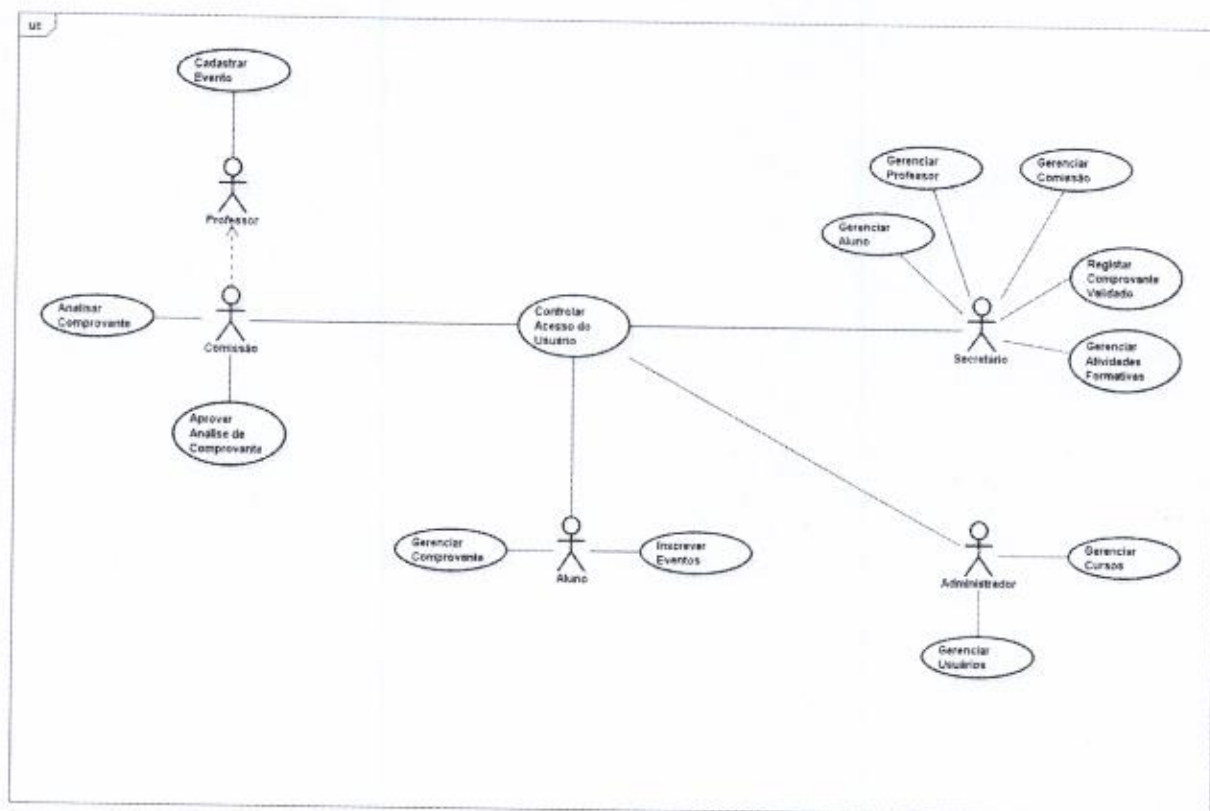 uc
Cadastrar
Evento
Professor
Analisar
Comprovante
Comissão
Aprovar
Analise de
Comprovante
Controlar
Acesso do
Usuário
Gerenciar
Professor
Gerenciar
Comissão
Gerenciar
Aluno
Registar
Comprovante
Validado
Secretário
Gerenciar
Atividades
Formativas
Gerenciar
Comprovante
Aluno
Inscrever
Eventos
Administrador
Gerenciar
Cursos
Gerenciar
Usuários